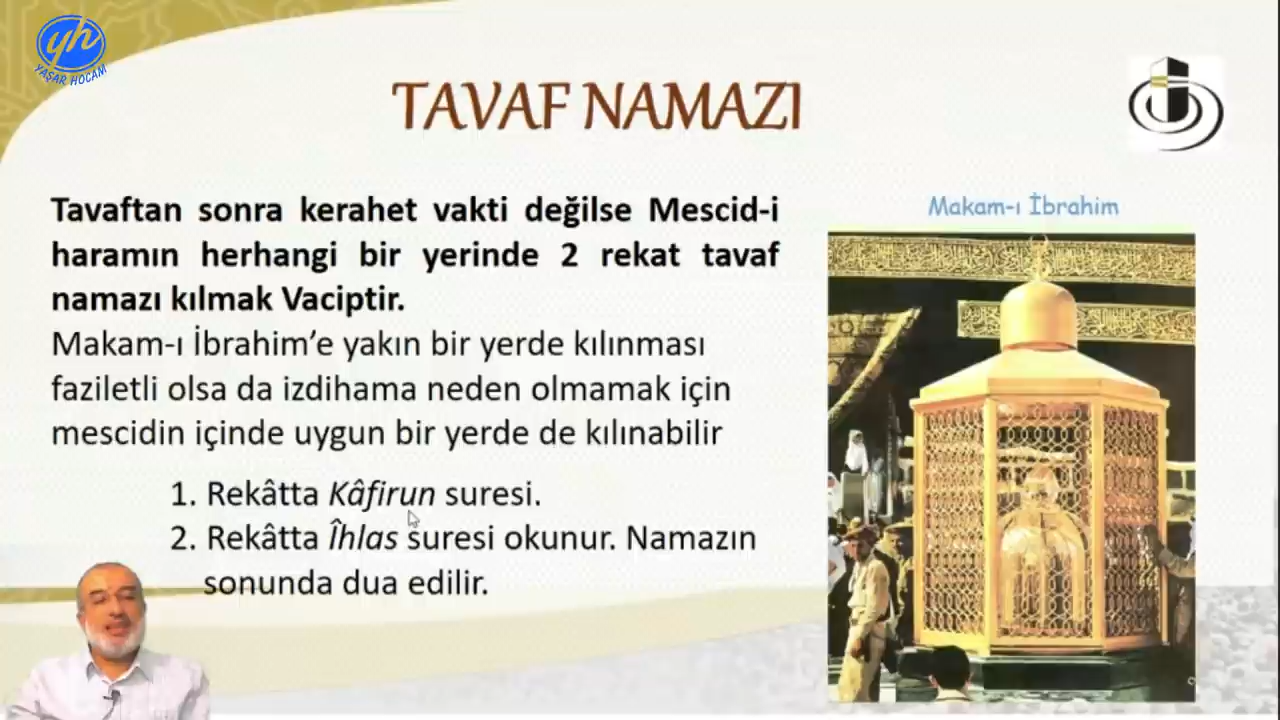 yh
YAŞAR HOCAM
TAVAF NAMAZI
Tavaftan sonra kerahet vakti değilse Mescid-i
haramın herhangi bir yerinde 2 rekat tavaf
namazı kılmak Vaciptir.
Makam-ı İbrahim’e yakın bir yerde kılınması
faziletli olsa da izdihama neden olmamak için
mescidin içinde uygun bir yerde de kılınabilir
1. Rekâtta Kâfirun suresi.
2. Rekâtta Îhlas suresi okunur. Namazın
sonunda dua edilir.
Makam-ı İbrahim